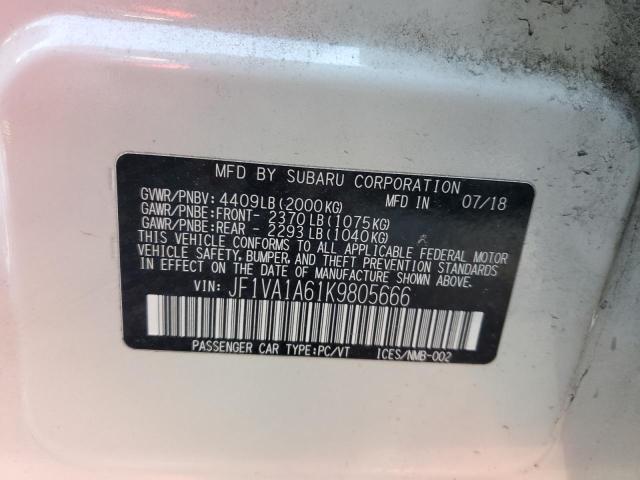 MFD BY SUBARU CORPORATION
GVWR/PNBV: 4409LB(2000KG) MFD IN 07/18
GAWR/PNBE:FRONT- 2370LB(1075KG)
GAWR/PNBE:REAR - 2293LB(1040KG)
THIS VEHICLE CONFORMS TO ALL APPLICABLE FEDERAL MOTOR
VEHICLE SAFETY, BUMPER, AND THEFT PREVENTION STANDARDS
IN EFFECT ON THE DATE OF MANUFACTURE SHOWN ABOVE.
VIN: JF1VA1A61K9805666
PASSENGER CAR TYPE:PC/VT ICES/NMB-002